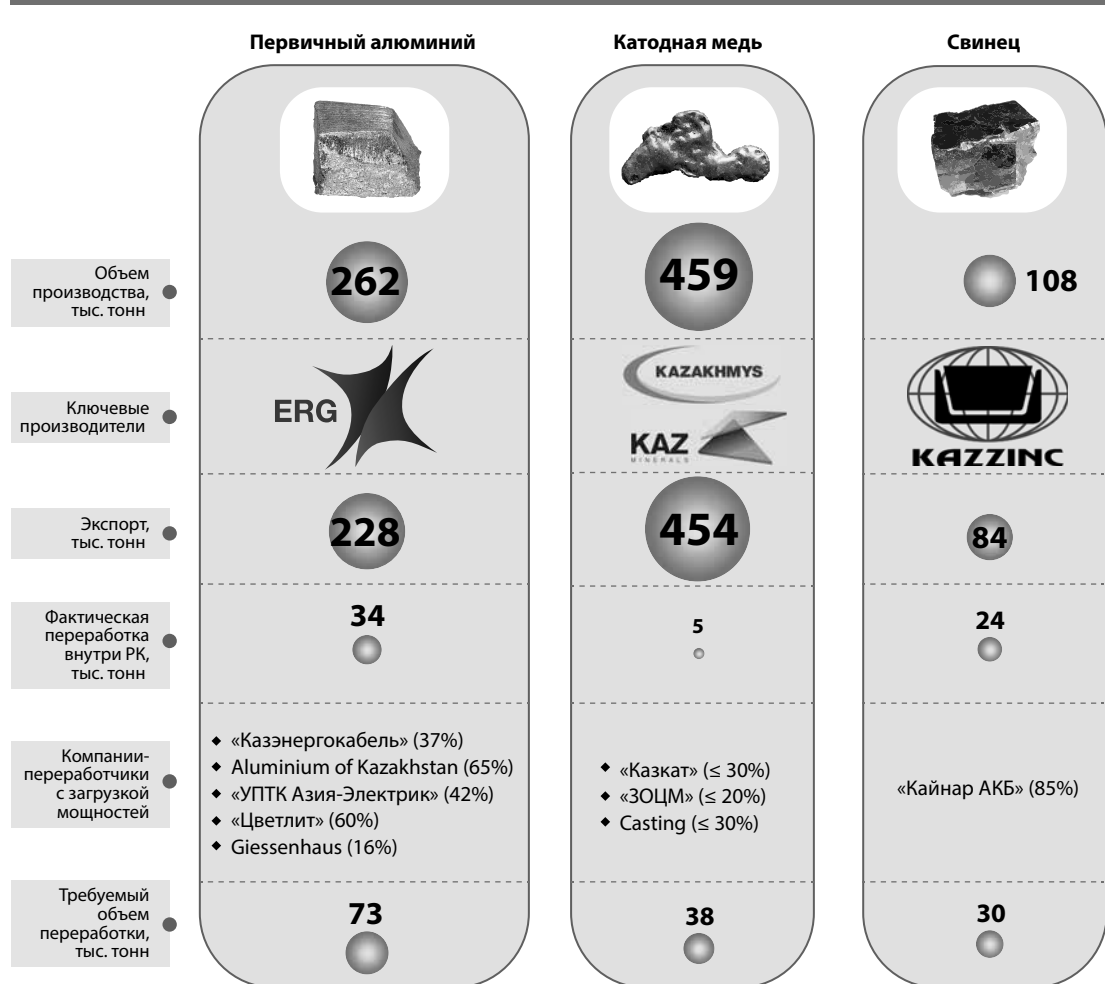 Первичный алюминий
Катодная медь
Свинец
Объем
производства,
тыс. тонн
262
459
108
Ключевые
производители
ERG
KAZAKHMYS
KAZ
MINERALS
KAZZINC
Экспорт,
тыс. тонн
228
454
84
Фактическая
переработка
внутри РК,
тыс. тонн
34
5
24
Компании-
переработчики
с загрузкой
мощностей
«Казэнергокабель» (37%)
Aluminium of Kazakhstan (65%)
«УПТК Азия-Электрик» (42%)
«Цветлит» (60%)
Giessenhaus (16%)
«Казкат» (≤ 30%)
«ЗОЦМ» (≤ 20%)
Casting (≤ 30%)
«Кайнар АКБ» (85%)
Требуемый
объем
переработки,
тыс. тонн
73
38
30